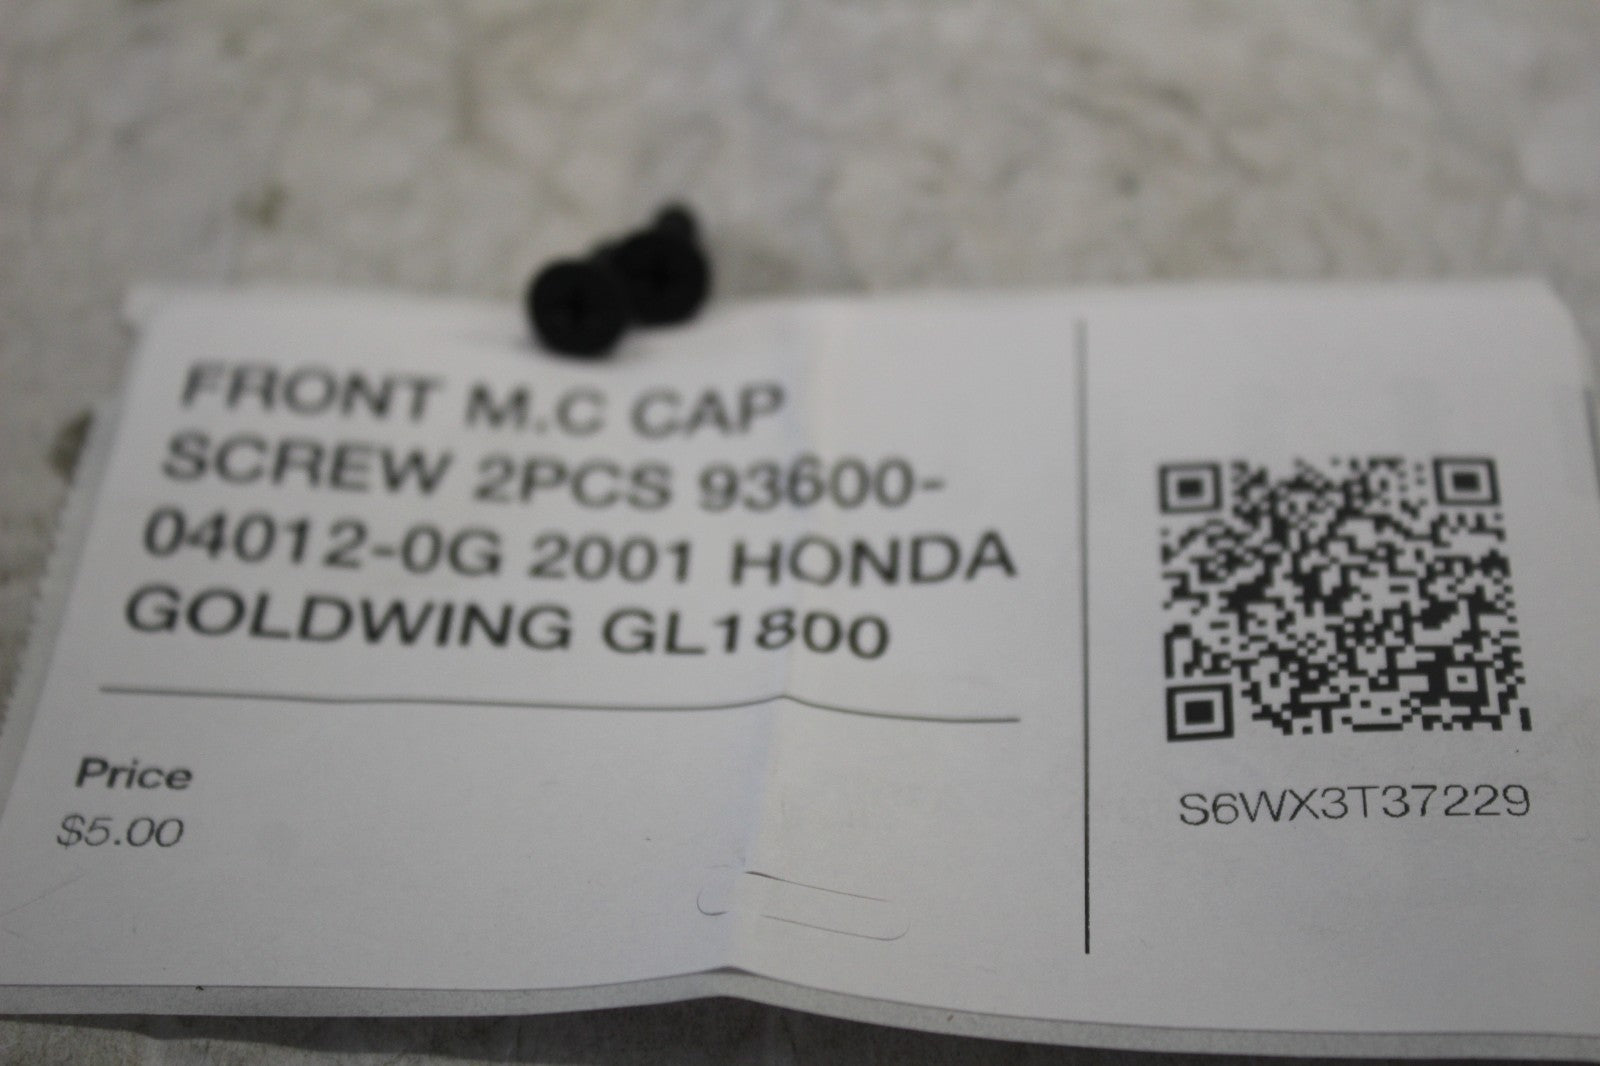 FRONT M.C CAP
SCREW 2PCS 93600-
04012-0G 2001 HONDA
GOLDWING GL1800
Price
$5.00
S6WX3T37229